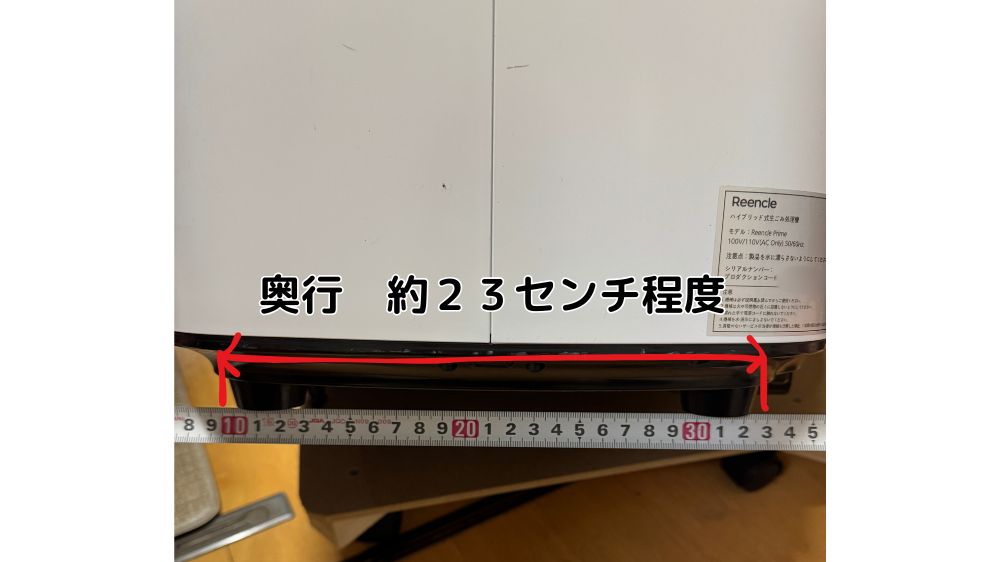 Reencle
ハイブリッド式生ごみ処理機
モデル：Reencle Prime
100V/110V(AC Only) 50/60Hz
注意点：製品を水に濡らさないようにしてくださ
シリアルナンバー：
プロダクションコード
奥行　約２３センチ程度
8 9 10 1 2 3 4 5 6 7 8 9 20 1 2 3 4 5 6 7 8 9 30 1 2 3 4 5